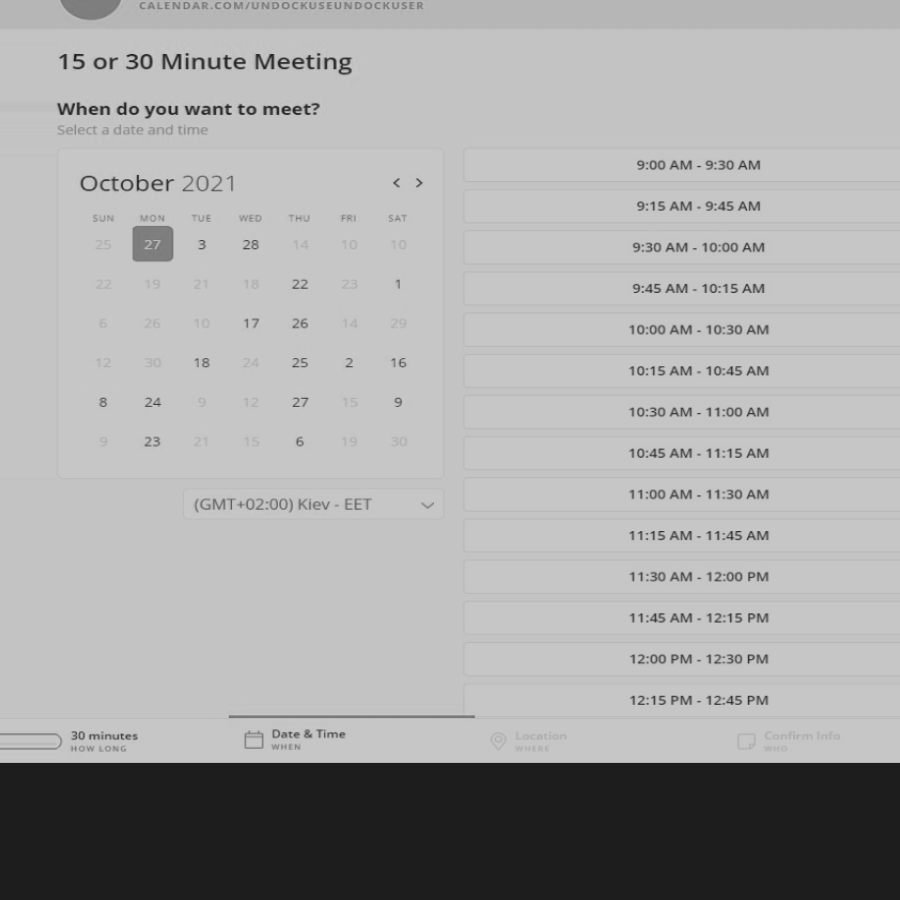 CALENDAR.COM/UNDOCKUSEUNDOCKUSER
15 or 30 Minute Meeting
When do you want to meet?
Select a date and time
October 2021 < >
SUN MON TUE WED THU FRI SAT
25 27 3 28 14 10 10
22 19 21 18 22 23 1
6 26 10 17 26 14 29
12 30 18 24 25 2 16
8 24 9 12 27 15 9
9 23 21 15 6 19 30
(GMT+02:00) Kiev - EET
9:00 AM - 9:30 AM
9:15 AM - 9:45 AM
9:30 AM - 10:00 AM
9:45 AM - 10:15 AM
10:00 AM - 10:30 AM
10:15 AM - 10:45 AM
10:30 AM - 11:00 AM
10:45 AM - 11:15 AM
11:00 AM - 11:30 AM
11:15 AM - 11:45 AM
11:30 AM - 12:00 PM
11:45 AM - 12:15 PM
12:00 PM - 12:30 PM
12:15 PM - 12:45 PM
30 minutes
HOW LONG
Date & Time
WHEN
Location
WHERE
Confirm Info
WHO